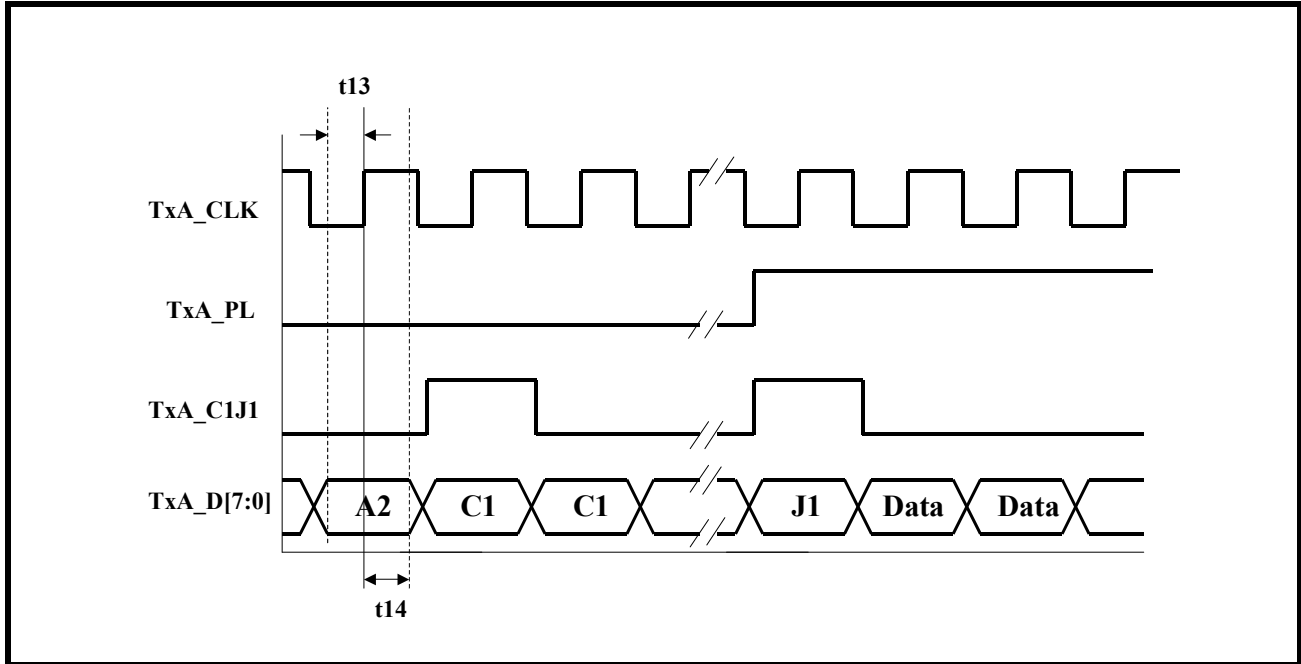 t13
TxA_CLK
TxA_PL
TxA_C1J1
TxA_D[7:0]
A2 C1 C1 J1 Data Data
t14